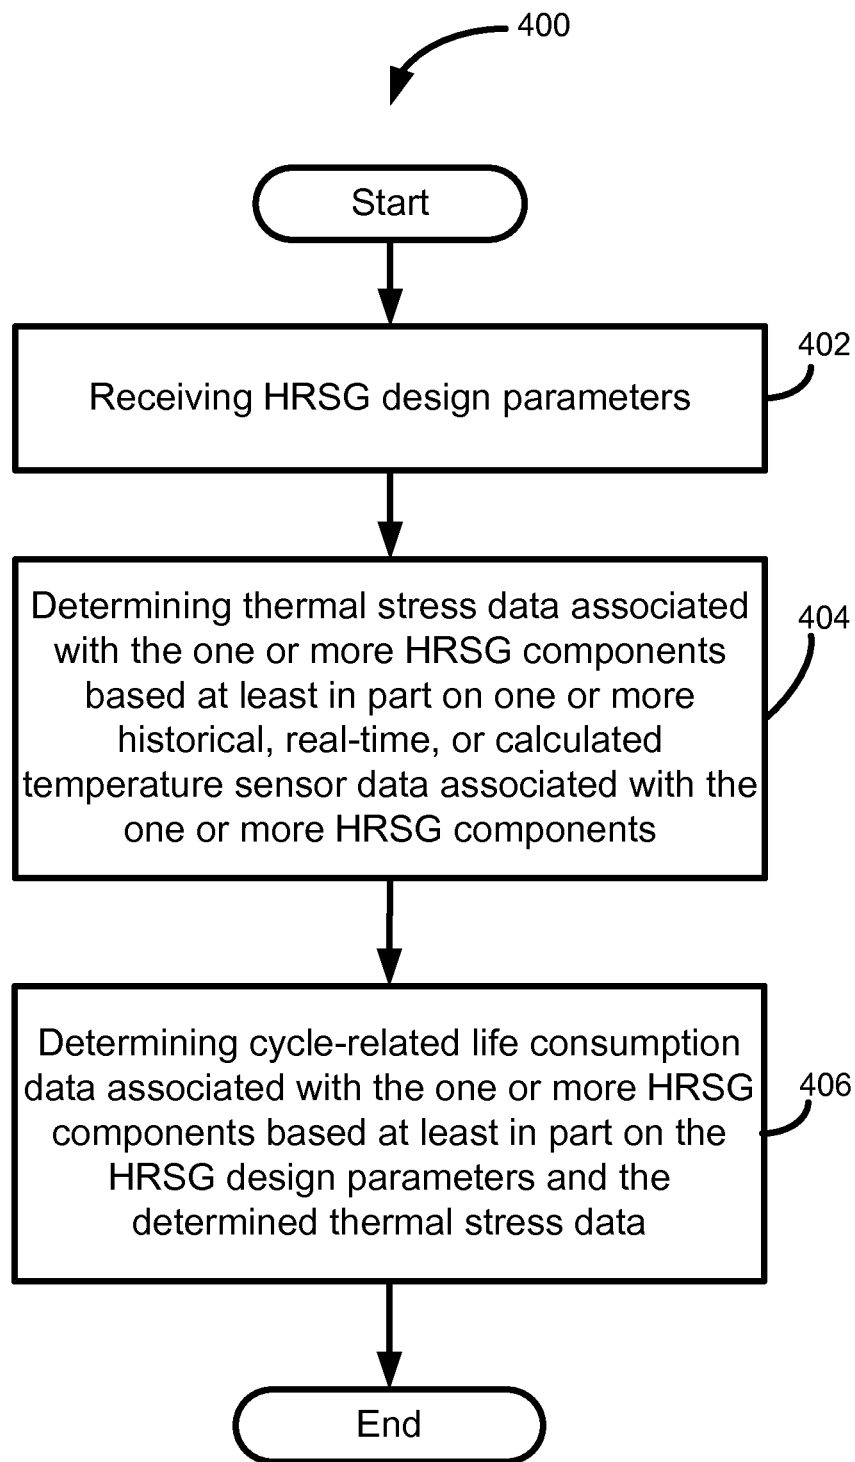 400
Start
402
Receiving HRSG design parameters
404
Determining thermal stress data associated
with the one or more HRSG components
based at least in part on one or more
historical, real-time, or calculated
temperature sensor data associated with the
one or more HRSG components
406
Determining cycle-related life consumption
data associated with the one or more HRSG
components based at least in part on the
HRSG design parameters and the
determined thermal stress data
End